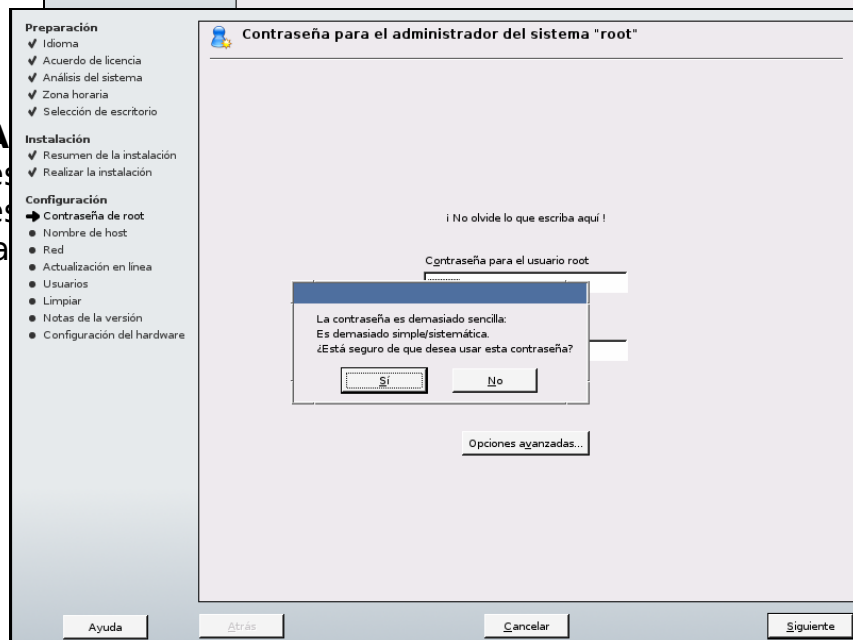 Preparación
Idioma
Acuerdo de licencia
Análisis del sistema
Zona horaria
Selección de escritorio
Instalación
Resumen de la instalación
Realizar la instalación
Configuración
Contraseña de root
Nombre de host
Red
Actualización en línea
Usuarios
Limpiar
Notas de la versión
Configuración del hardware
Contraseña para el administrador del sistema "root"
¡ No olvide lo que escriba aquí !
Contraseña para el usuario root
La contraseña es demasiado sencilla:
Es demasiado simple/sistemática.
¿Está seguro de que desea usar esta contraseña?
Sí
No
Opciones avanzadas...
Ayuda
Atrás
Cancelar
Siguiente